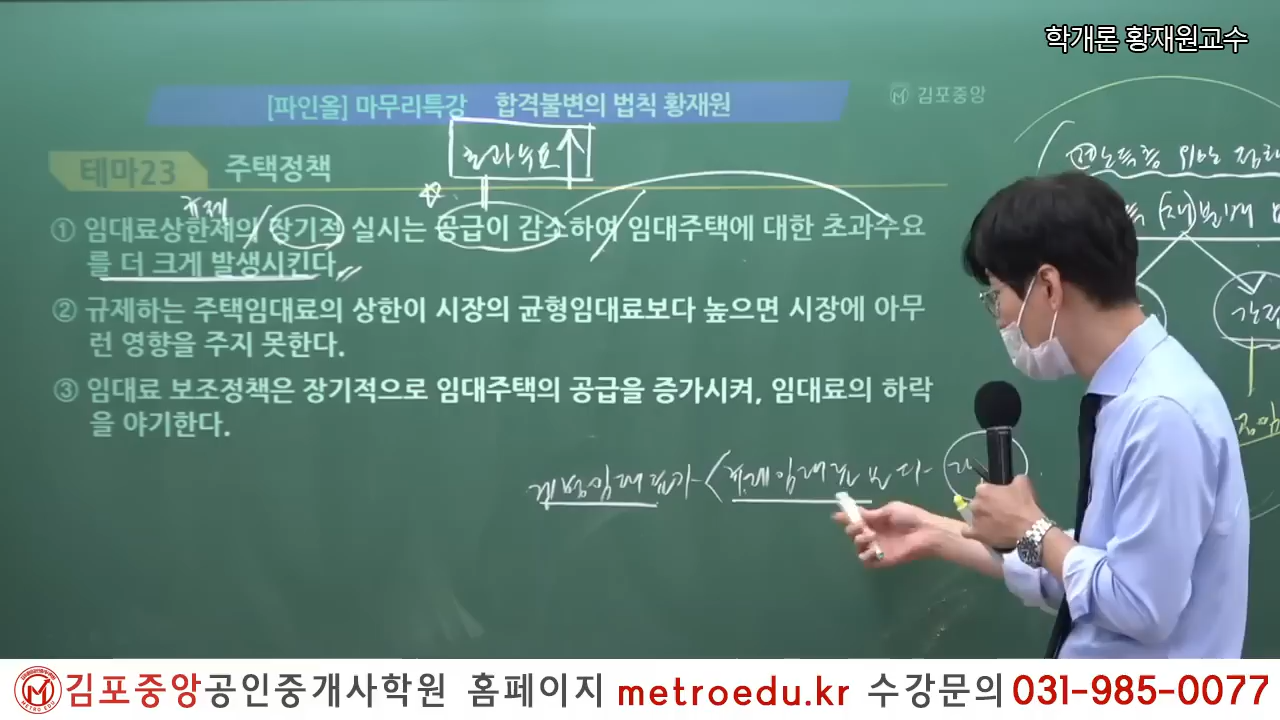 학개론 황재원교수
[파인올] 마무리특강 합격불변의 법칙 황재원
김포중앙
테마23 주택정책
초과수요↑
규제
① 임대료상한제의 장기적 실시는 공급이 감소하여 임대주택에 대한 초과수요
를 더 크게 발생시킨다.
② 규제하는 주택임대료의 상한이 시장의 균형임대료보다 높으면 시장에 아무
런 영향을 주지 못한다.
③ 임대료 보조정책은 장기적으로 임대주택의 공급을 증가시켜, 임대료의 하락
을 야기한다.
규제임대료보다
김포중앙공인중개사학원 홈페이지 metroedu.kr 수강문의 031-985-0077
METRO EDU